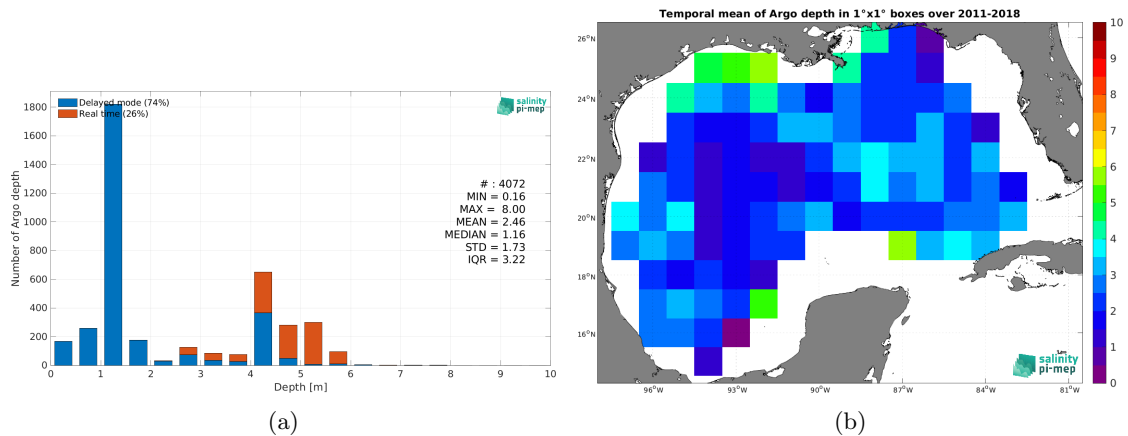 Delayed mode (74%)
Real time (26%)
salinity
pi-mep
1800
1600
1400
1200
1000
800
600
400
200
0
Number of Argo depth
# : 4072
MIN = 0.16
MAX = 8.00
MEAN = 2.46
MEDIAN = 1.16
STD = 1.73
IQR = 3.22
0 1 2 3 4 5 6 7 8 9 10
Depth [m]
(a)
Temporal mean of Argo depth in 1°x1° boxes over 2011-2018
26°N
24°N
22°N
20°N
18°N
16°N
96°W 93°W 90°W 87°W 84°W 81°W
salinity
pi-mep
10
9
8
7
6
5
4
3
2
1
0
(b)